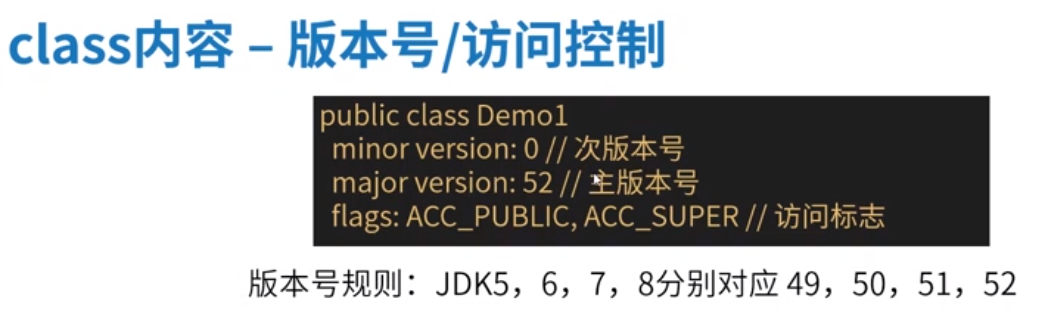 class内容 – 版本号/访问控制
public class Demo1
minor version: 0 // 次版本号
major version: 52 // 主版本号
flags: ACC_PUBLIC, ACC_SUPER // 访问标志
版本号规则：JDK5，6，7，8分别对应 49，50，51，52